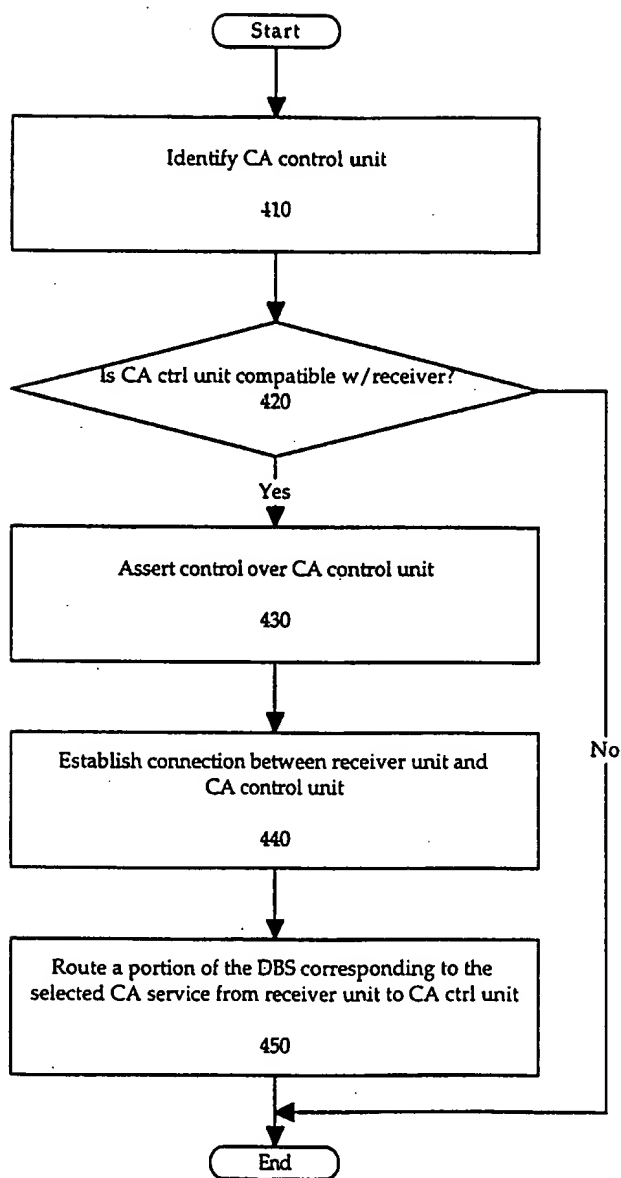 Start
Identify CA control unit
410
Is CA ctrl unit compatible w/receiver?
420
Yes
Assert control over CA control unit
430
Establish connection between receiver unit and
CA control unit
440
No
Route a portion of the DBS corresponding to the
selected CA service from receiver unit to CA ctrl unit
450
End